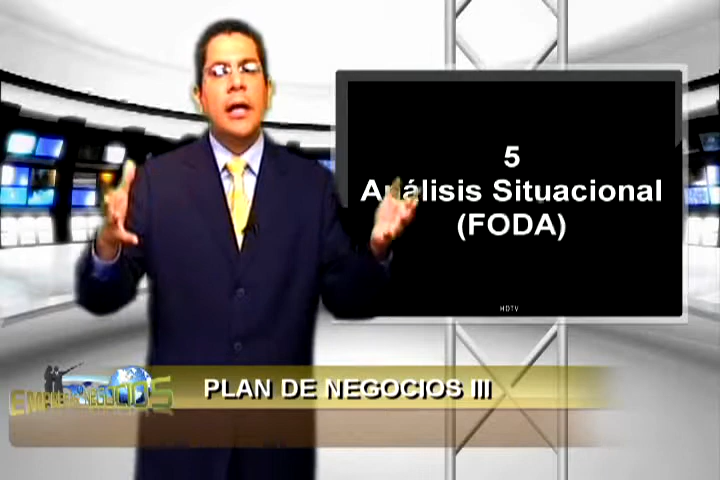 5
Análisis Situacional
(FODA)
HDTV
PLAN DE NEGOCIOS III